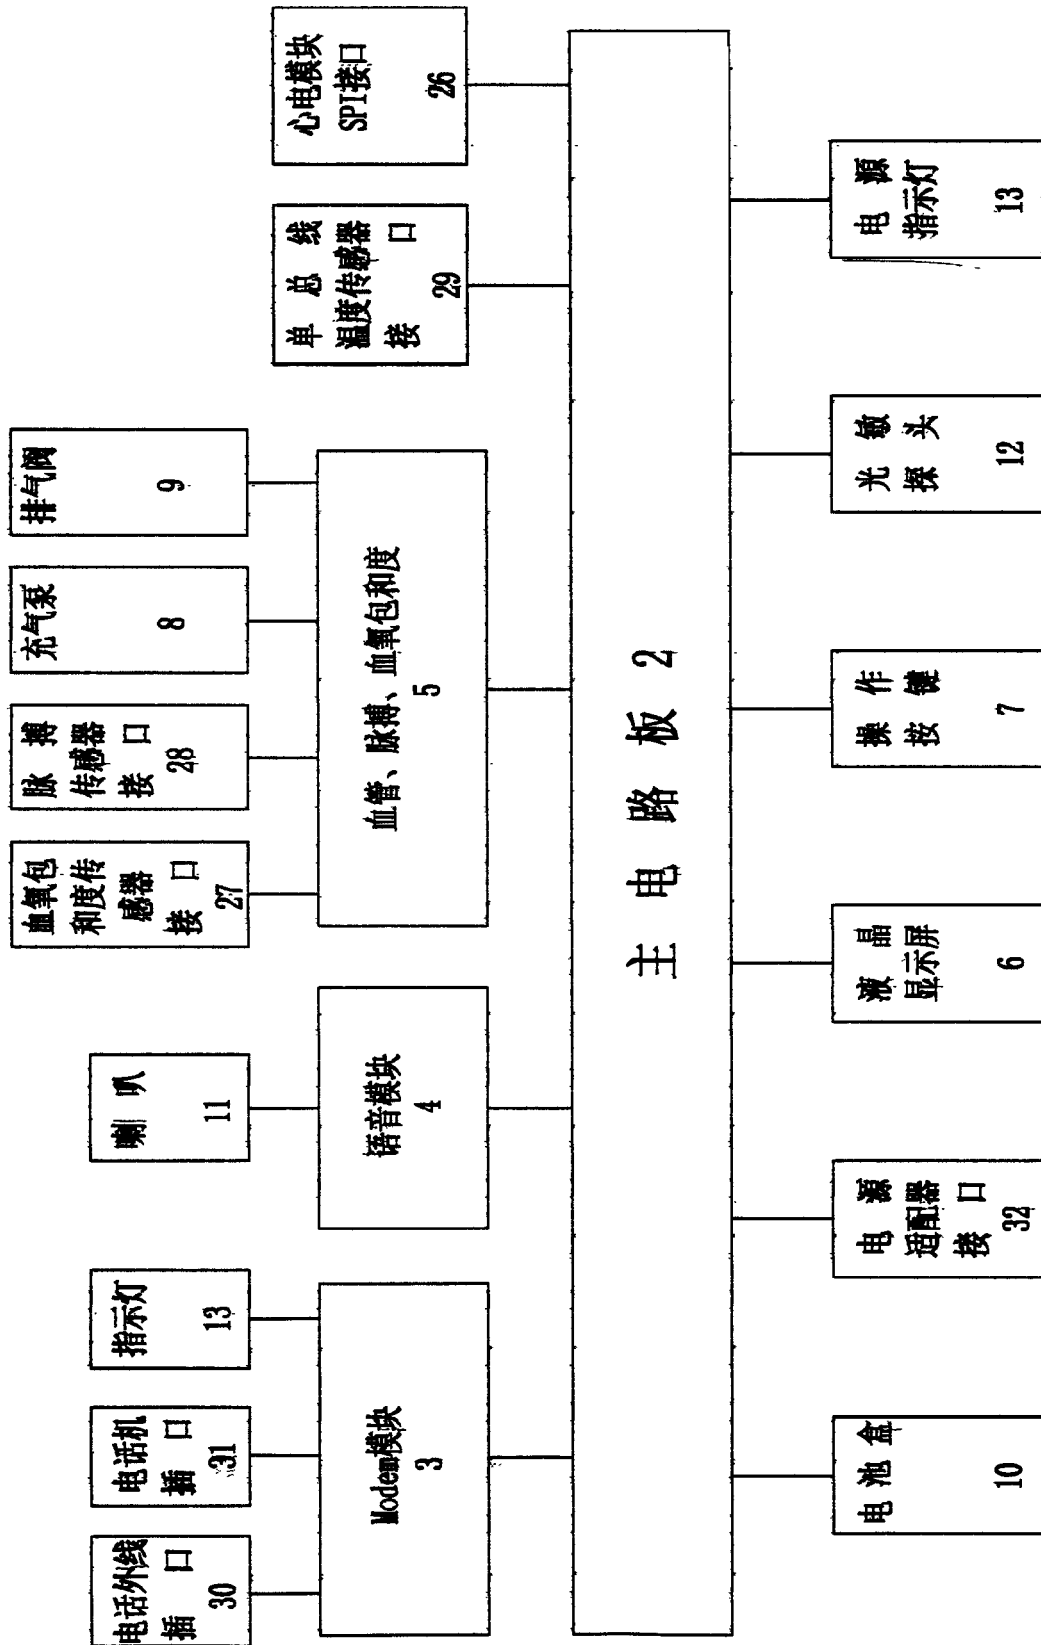 电话外线
插 口
30
电话机
插 口
31
指示灯
13
喇 叭
11
血氧包
和度传
感器
接 口
27
脉 搏
传感器
接 口
28
充气泵
8
排气阀
9
单 总 线
温度传感器
接 口
29
心电模块
SPI接口
26
Modem模块
3
语音模块
4
血管、脉搏、血氧包和度
5
主 电 路 板 2
电 池 盒
10
电 源
适配器
接 口
32
液 晶
显示屏
6
操 作
按 键
7
光 敏
探 头
12
电 源
指示灯
13